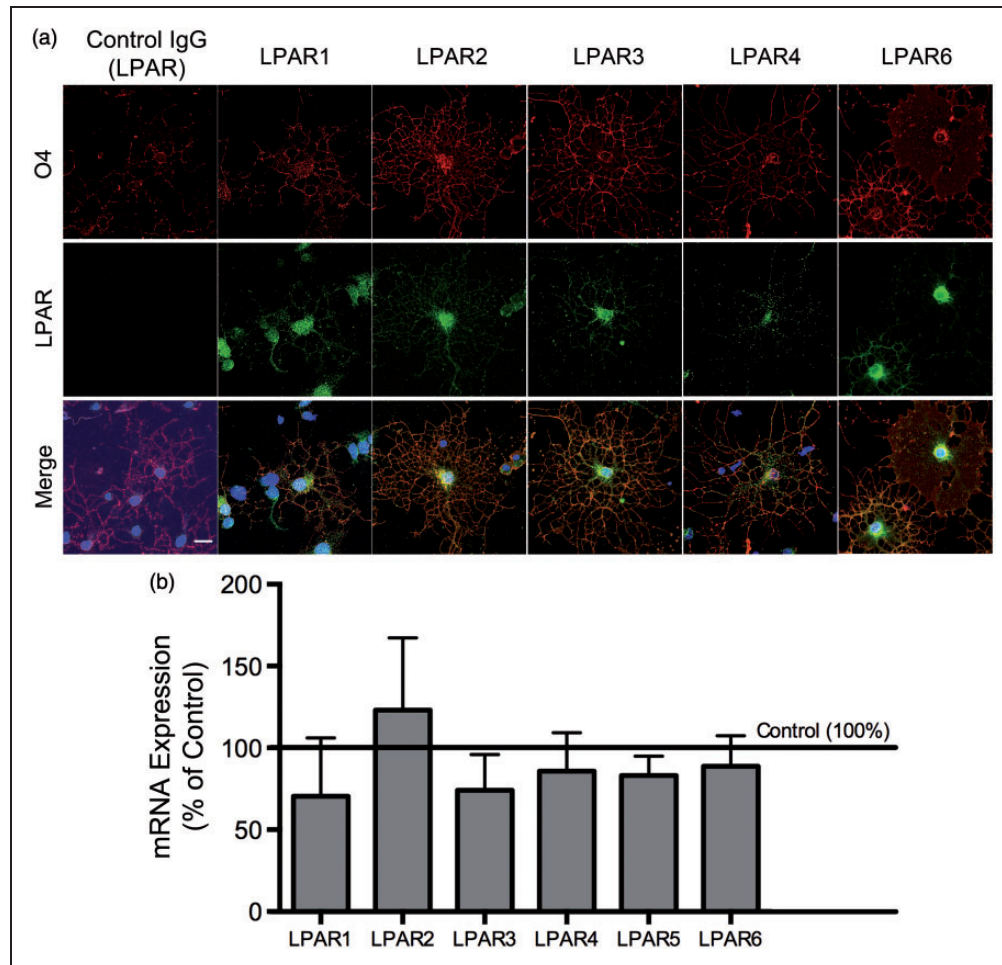 (a)
Control IgG
(LPAR)
LPAR1
LPAR2
LPAR3
LPAR4
LPAR6
O4
LPAR
Merge
(b)
mRNA Expression
(% of Control)
200
150
100
50
0
Control (100%)
LPAR1
LPAR2
LPAR3
LPAR4
LPAR5
LPAR6